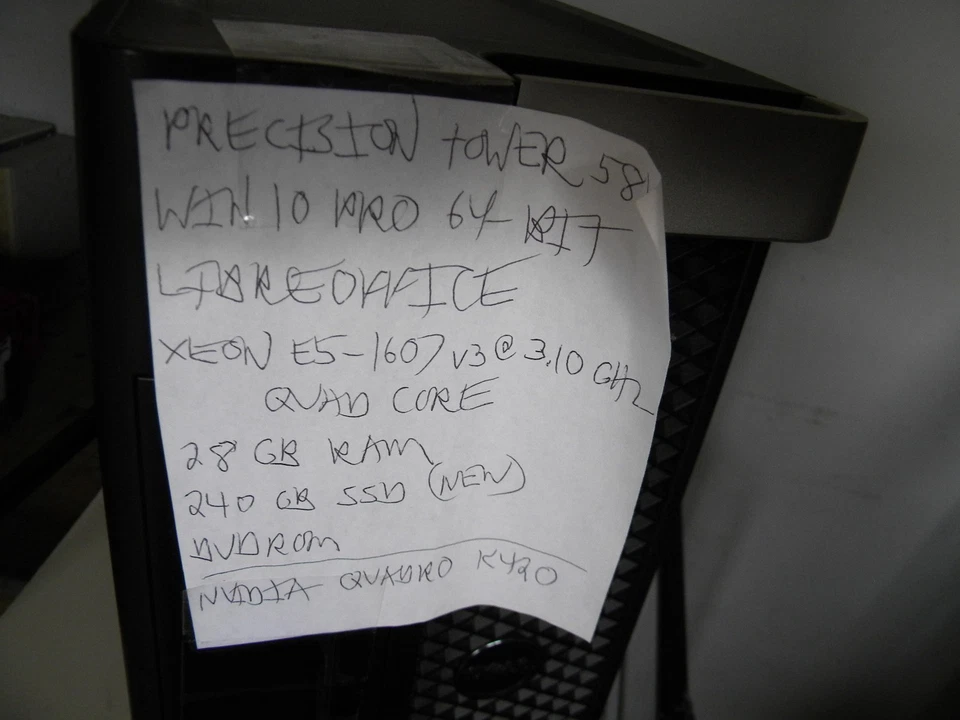 PRECISION TOWER 581
WIN 10 PRO 64-BIT
LIBREOFFICE
XEON E5-1607 V3 @ 3.10 GHz
QUAD CORE
28 GB RAM
240 GB SSD (NEW)
DVDROM
NVIDIA QUADRO K420